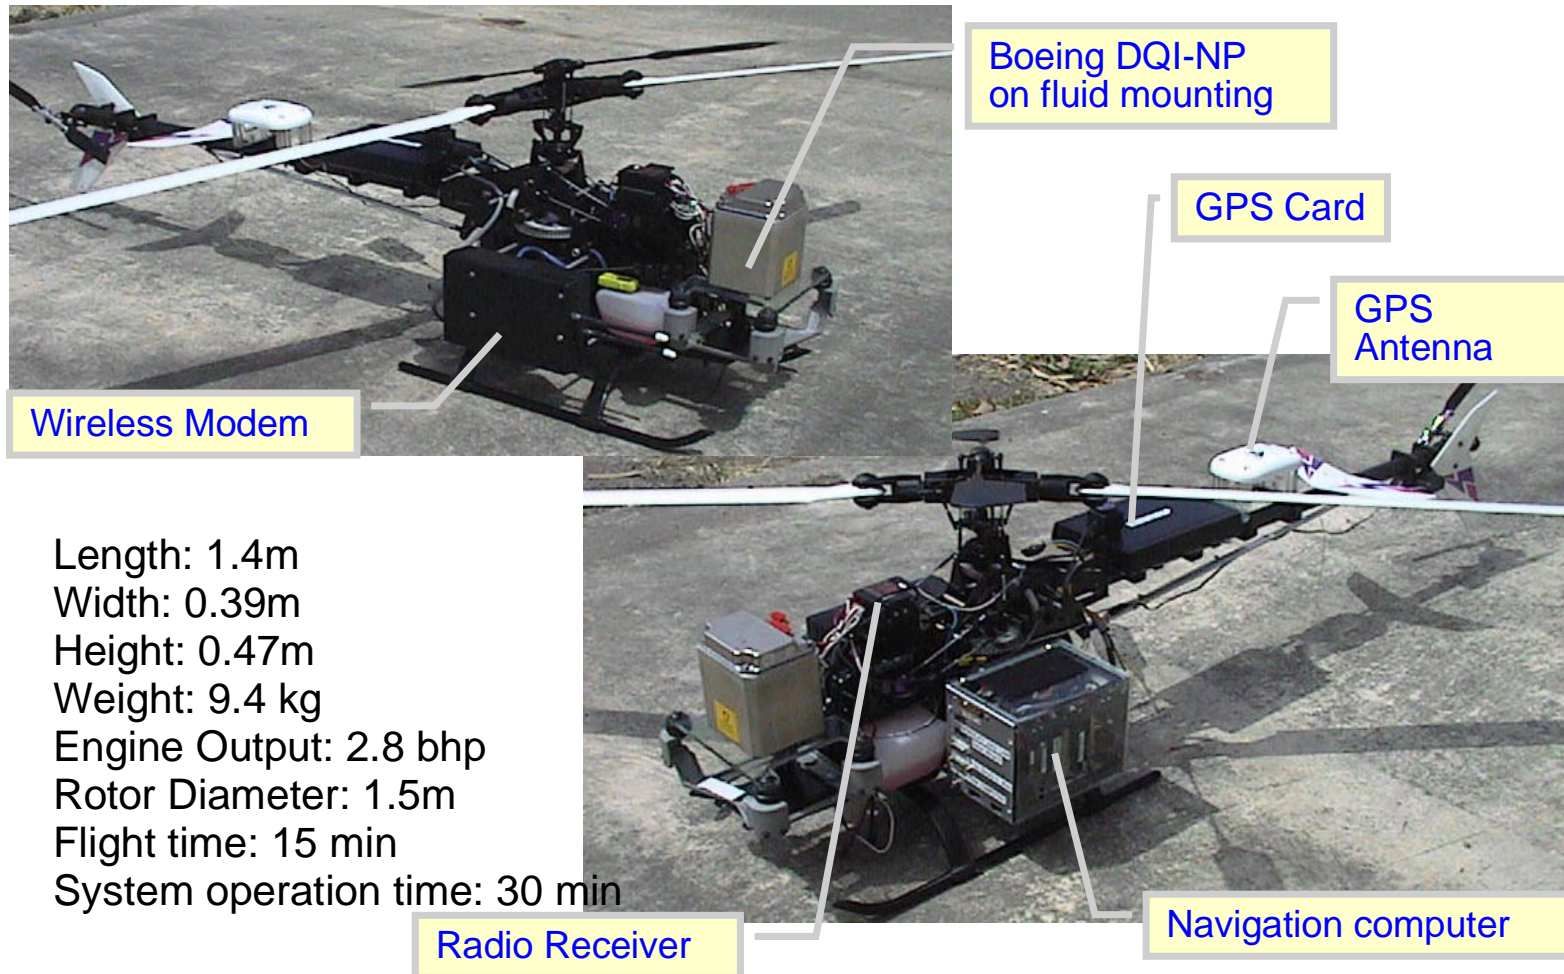 Boeing DQI-NP
on fluid mounting
GPS Card
GPS
Antenna
Wireless Modem
Length: 1.4m
Width: 0.39m
Height: 0.47m
Weight: 9.4 kg
Engine Output: 2.8 bhp
Rotor Diameter: 1.5m
Flight time: 15 min
System operation time: 30 min
Radio Receiver
Navigation computer